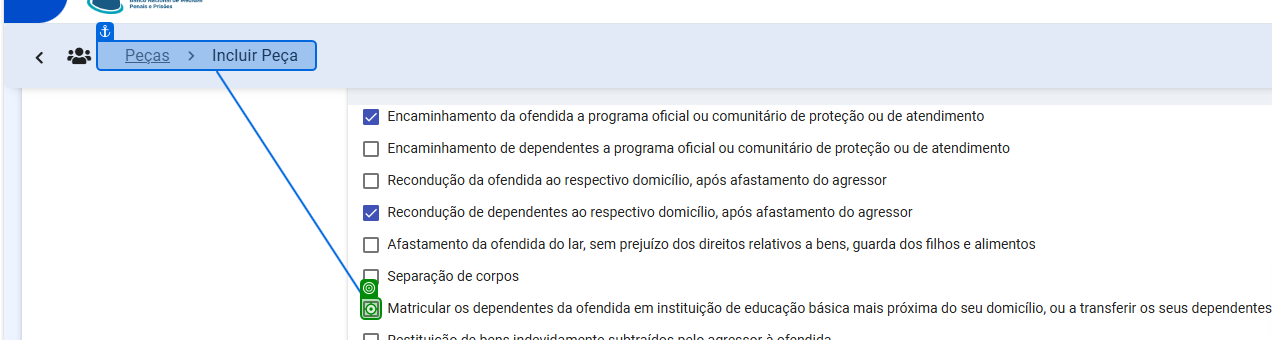 Banco Nacional de Medidas
Penais e Prisões
Peças > Incluir Peça
Encaminhamento da ofendida a programa oficial ou comunitário de proteção ou de atendimento
Encaminhamento de dependentes a programa oficial ou comunitário de proteção ou de atendimento
Recondução da ofendida ao respectivo domicílio, após afastamento do agressor
Recondução de dependentes ao respectivo domicílio, após afastamento do agressor
Afastamento da ofendida do lar, sem prejuízo dos direitos relativos a bens, guarda dos filhos e alimentos
Separação de corpos
Matricular os dependentes da ofendida em instituição de educação básica mais próxima do seu domicílio, ou a transferir os seus dependentes
Restituição de bens indevidamente subtraídos pelo agressor à ofendida